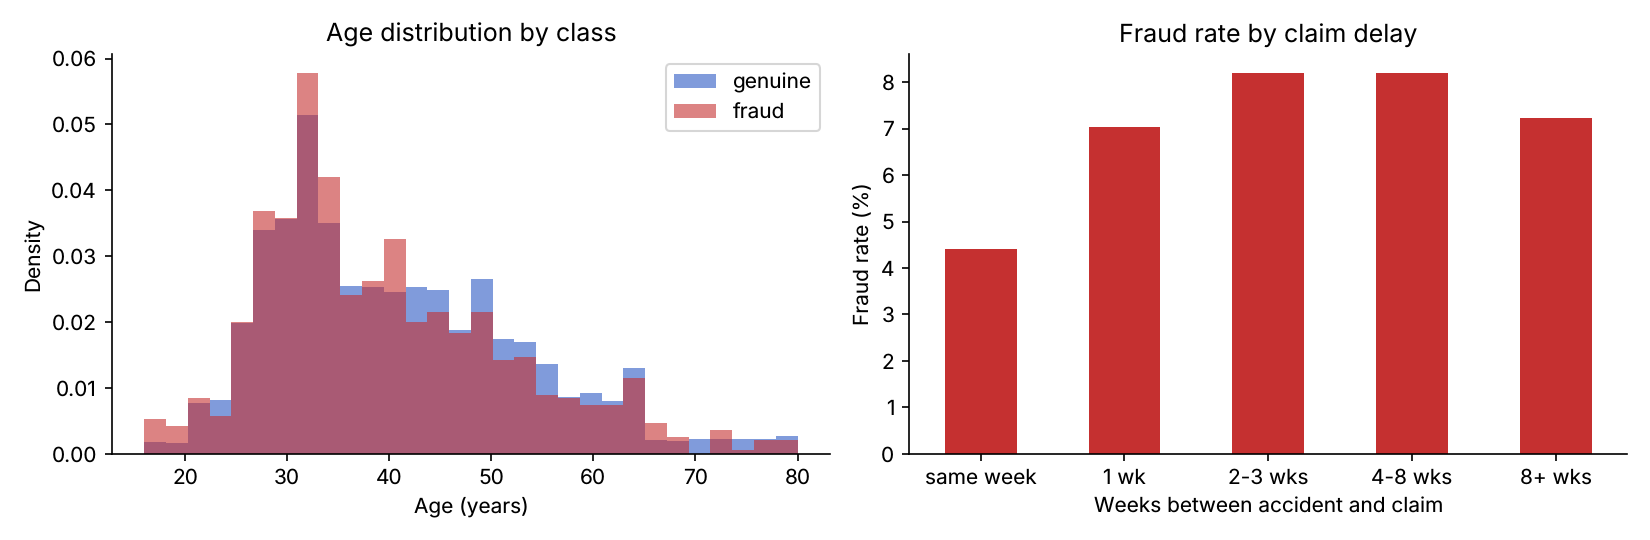 Age distribution by class
0.06
0.05
0.04
0.03
0.02
0.01
0.00
Density
genuine
fraud
20 30 40 50 60 70 80
Age (years)
Fraud rate by claim delay
8
7
6
5
4
3
2
1
0
Fraud rate (%)
same week 1 wk 2-3 wks 4-8 wks 8+ wks
Weeks between accident and claim